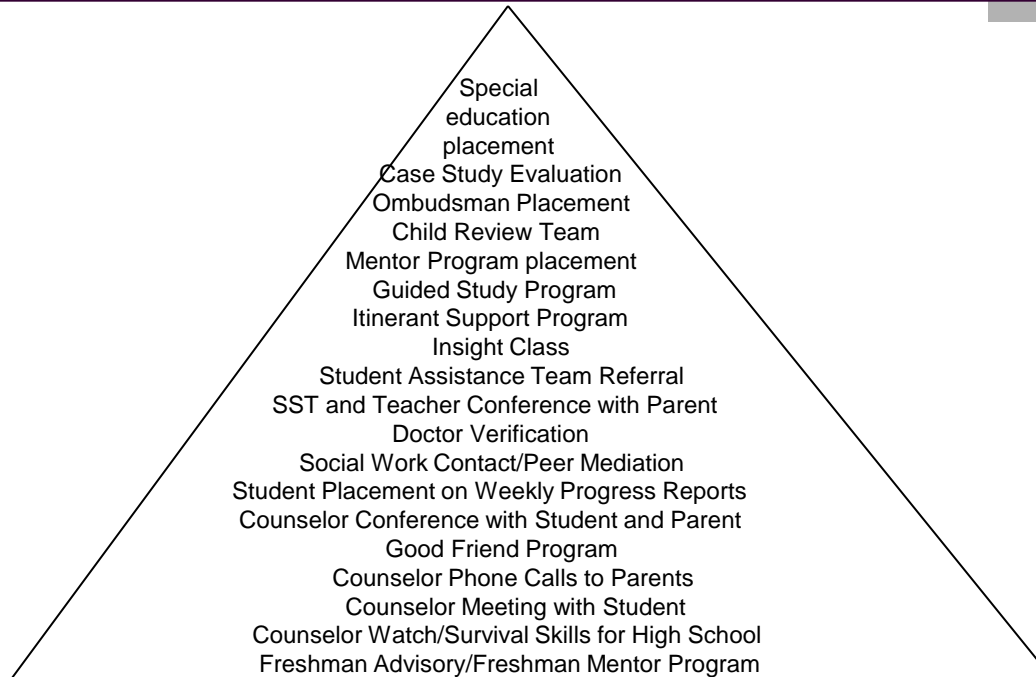 Special
education
placement
Case Study Evaluation
Ombudsman Placement
Child Review Team
Mentor Program placement
Guided Study Program
Itinerant Support Program
Insight Class
Student Assistance Team Referral
SST and Teacher Conference with Parent
Doctor Verification
Social Work Contact/Peer Mediation
Student Placement on Weekly Progress Reports
Counselor Conference with Student and Parent
Good Friend Program
Counselor Phone Calls to Parents
Counselor Meeting with Student
Counselor Watch/Survival Skills for High School
Freshman Advisory/Freshman Mentor Program